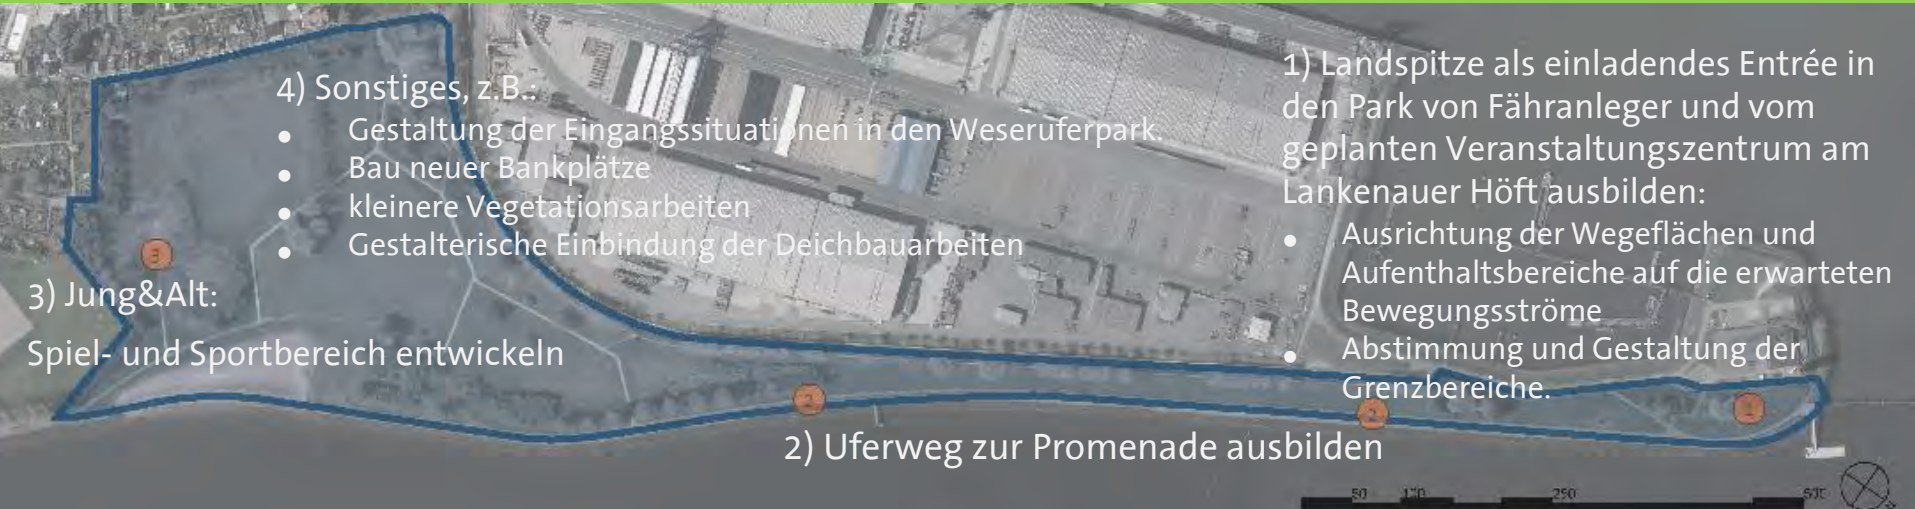 1) Landspitze als einladendes Entrée in
den Park von Fähranleger und vom
geplanten Veranstaltungszentrum am
Lankenauer Höft ausbilden:
• Ausrichtung der Wegeflächen und
Aufenthaltsbereiche auf die erwarteten
Bewegungsströme
• Abstimmung und Gestaltung der
Grenzbereiche.
2) Uferweg zur Promenade ausbilden
3) Jung&Alt:
Spiel- und Sportbereich entwickeln
4) Sonstiges, z.B.:
• Gestaltung der Eingangssituationen in den Weseruferpark.
• Bau neuer Bankplätze
• kleinere Vegetationsarbeiten
• Gestalterische Einbindung der Deichbauarbeiten
3
2
2
1
50 250